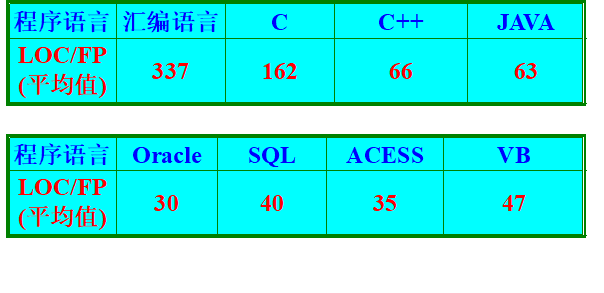 程序语言 汇编语言 C C++ JAVA
LOC/FP
(平均值) 337 162 66 63
程序语言 Oracle SQL ACESS VB
LOC/FP
(平均值) 30 40 35 47